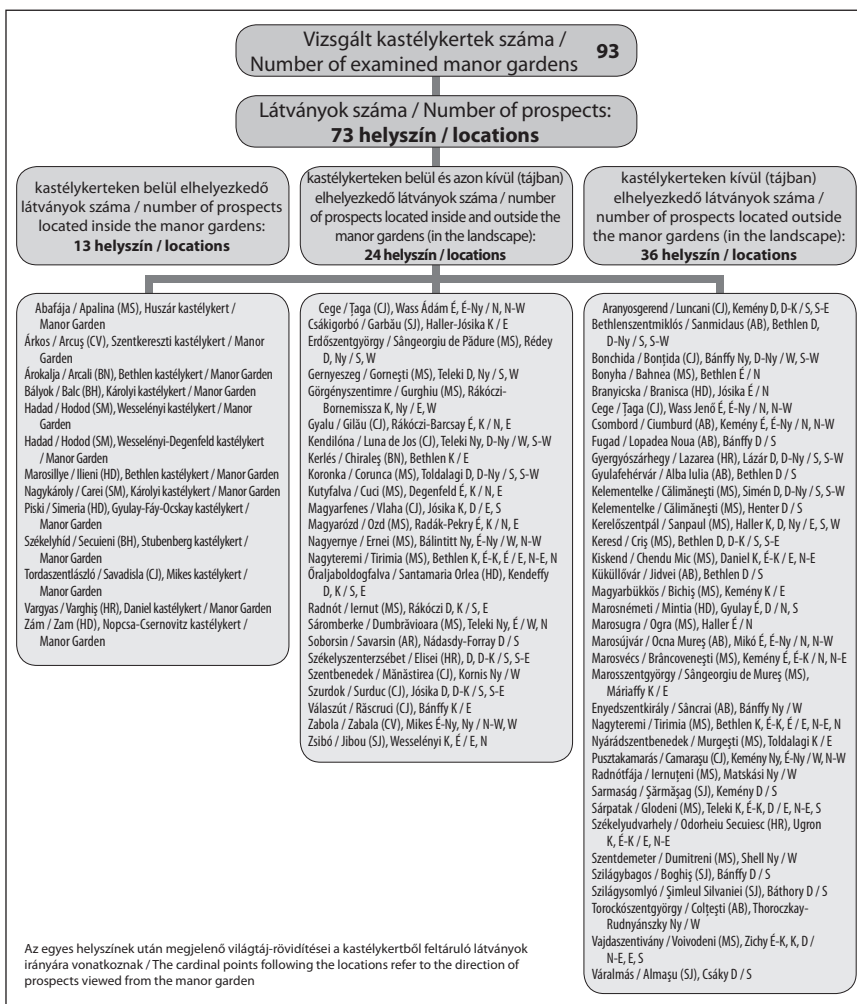 Vizsgált kastélykertek száma /
Number of examined manor gardens 93
Látványok száma / Number of prospects:
73 helyszín / locations
kastélykerteken belül elhelyezkedő
látványok száma / number of prospects
located inside the manor gardens:
13 helyszín / locations
kastélykerteken belül és azon kívül (tájban)
elhelyezkedő látványok száma / number
of prospects located inside and outside the
manor gardens (in the landscape):
24 helyszín / locations
kastélykerteken kívül (tájban)
elhelyezkedő látványok száma /
number of prospects located outside
the manor gardens (in the landscape):
36 helyszín / locations
Abafája / Apalina (MS), Huszár kastélykert /
Manor Garden
Árkos / Arcuş (CV), Szentkereszti kastélykert / Manor
Garden
Árokalja / Arcali (BN), Bethlen kastélykert / Manor Garden
Bályok / Balc (BH), Károlyi kastélykert / Manor Garden
Hadad / Hodod (SM), Wesselényi kastélykert / Manor
Garden
Hadad / Hodod (SM), Wesselényi-Degenfeld kastélykert
/ Manor Garden
Marosillye / Ilieni (HD), Bethlen kastélykert / Manor Garden
Nagykároly / Carei (SM), Károlyi kastélykert / Manor Garden
Piski / Simeria (HD), Gyulay-Fáy-Ocskay kastélykert /
Manor Garden
Székelyhíd / Secuieni (BH), Stubenberg kastélykert /
Manor Garden
Tordaszentlászló / Savadisla (CJ), Mikes kastélykert /
Manor Garden
Vargyas / Varghiş (HR), Daniel kastélykert / Manor Garden
Zám / Zam (HD), Nopcsa-Csernovitz kastélykert /
Manor Garden
Cege / Ţaga (CJ), Wass Ádám É, É-Ny / N, N-W
Csákigorbó / Garbău (SJ), Haller-Jósika K / E
Erdőszentgyörgy / Sângeorgiu de Pădure (MS), Rédey
D, Ny / S, W
Gernyeszeg / Gorneşti (MS), Teleki D, Ny / S, W
Görgényszentimre / Gurghiu (MS), Rákóczi-
Bornemissza K, Ny / E, W
Gyalu / Gilău (CJ), Rákóczi-Barcsay É, K / N, E
Kendilóna / Luna de Jos (CJ), Teleki Ny, D-Ny / W, S-W
Kerlés / Chiraleş (BN), Bethlen K / E
Koronka / Corunca (MS), Toldalagi D, D-Ny / S, S-W
Kutyfalva / Cuci (MS), Degenfeld É, K / N, E
Magyarfenes / Vlaha (CJ), Jósika K, D / E, S
Magyarózd / Ozd (MS), Radák-Pekry É, K / N, E
Nagyernye / Ernei (MS), Bálintitt Ny, É-Ny / W, N-W
Nagyteremi / Tirimia (MS), Bethlen K, É-K, É / E, N-E, N
Őraljaboldogfalva / Santamaria Orlea (HD), Kendeffy
D, K / S, E
Radnót / Iernut (MS), Rákóczi D, K / S, E
Sáromberke / Dumbrăvioara (MS), Teleki Ny, É / W, N
Soborsin / Savarsin (AR), Nádasdy-Forray D / S
Székelyszenterzsébet / Elisei (HR), D, D-K / S, S-E
Szentbenedek / Mănăstirea (CJ), Kornis Ny / W
Szurdok / Surduc (CJ), Jósika D, D-K / S, S-E
Válaszút / Răscruci (CJ), Bánffy K / E
Zabola / Zabala (CV), Mikes É-Ny, Ny / N-W, W
Zsibó / Jibou (SJ), Wesselényi K, É / E, N
Aranyosgerend / Luncani (CJ), Kemény D, D-K / S, S-E
Bethlenszentmiklós / Sanmiclaus (AB), Bethlen D,
D-Ny / S, S-W
Bonchida / Bonţida (CJ), Bánffy Ny, D-Ny / W, S-W
Bonyha / Bahnea (MS), Bethlen É / N
Branyicska / Branisca (HD), Jósika É / N
Cege / Ţaga (CJ), Wass Jenő É, É-Ny / N, N-W
Csombord / Ciumburd (AB), Kemény É, É-Ny / N, N-W
Fugad / Lopadea Noua (AB), Bánffy D / S
Gyergyószárhegy / Lazarea (HR), Lázár D, D-Ny / S, S-W
Gyulafehérvár / Alba Iulia (AB), Bethlen D / S
Kelementelke / Călimăneşti (MS), Simén D, D-Ny / S, S-W
Kelementelke / Călimăneşti (MS), Henter D / S
Kerelőszentpál / Sanpaul (MS), Haller K, D, Ny / E, S, W
Keresd / Criş (MS), Bethlen D, D-K / S, S-E
Kiskend / Chendu Mic (MS), Daniel K, É-K / E, N-E
Küküllővár / Jidvei (AB), Bethlen D / S
Magyarbükkös / Bichiş (MS), Kemény K / E
Marosnémeti / Mintia (HD), Gyulay É, D / N, S
Marosugra / Ogra (MS), Haller É / N
Marosújvár / Ocna Mureş (AB), Mikó É, É-Ny / N, N-W
Marosvécs / Brâncoveneşti (MS), Kemény É, É-K / N, N-E
Marosszentgyörgy / Sângeorgiu de Mureş (MS),
Máriaffy K / E
Enyedszentkirály / Sâncrai (AB), Bánffy Ny / W
Nagyteremi / Tirimia (MS), Bethlen K, É-K, É / E, N-E, N
Nyárádszentbenedek / Murgeşti (MS), Toldalagi K / E
Pusztakamarás / Camaraşu (CJ), Kemény Ny, É-Ny / W, N-W
Radnótfája / Iernuţeni (MS), Matskási Ny / W
Sarmaság / Şărmăşag (SJ), Kemény D / S
Sárpatak / Glodeni (MS), Teleki K, É-K, D / E, N-E, S
Székelyudvarhely / Odorheiu Secuiesc (HR), Ugron
K, É-K / E, N-E
Szentdemeter / Dumitreni (MS), Shell Ny / W
Szilágybagos / Boghiş (SJ), Bánffy D / S
Szilágysomlyó / Şimleul Silvaniei (SJ), Báthory D / S
Torockószentgyörgy / Colţeşti (AB), Thoroczkay-
Rudnyánszky Ny / W
Vajdaszentivány / Voivodeni (MS), Zichy É-K, K, D /
N-E, E, S
Váralmás / Almaşu (SJ), Csáky D / S
Az egyes helyszínek után megjelenő világtáj-rövidítései a kastélykertből feltáruló látványok
irányára vonatkoznak / The cardinal points following the locations refer to the direction of
prospects viewed from the manor garden